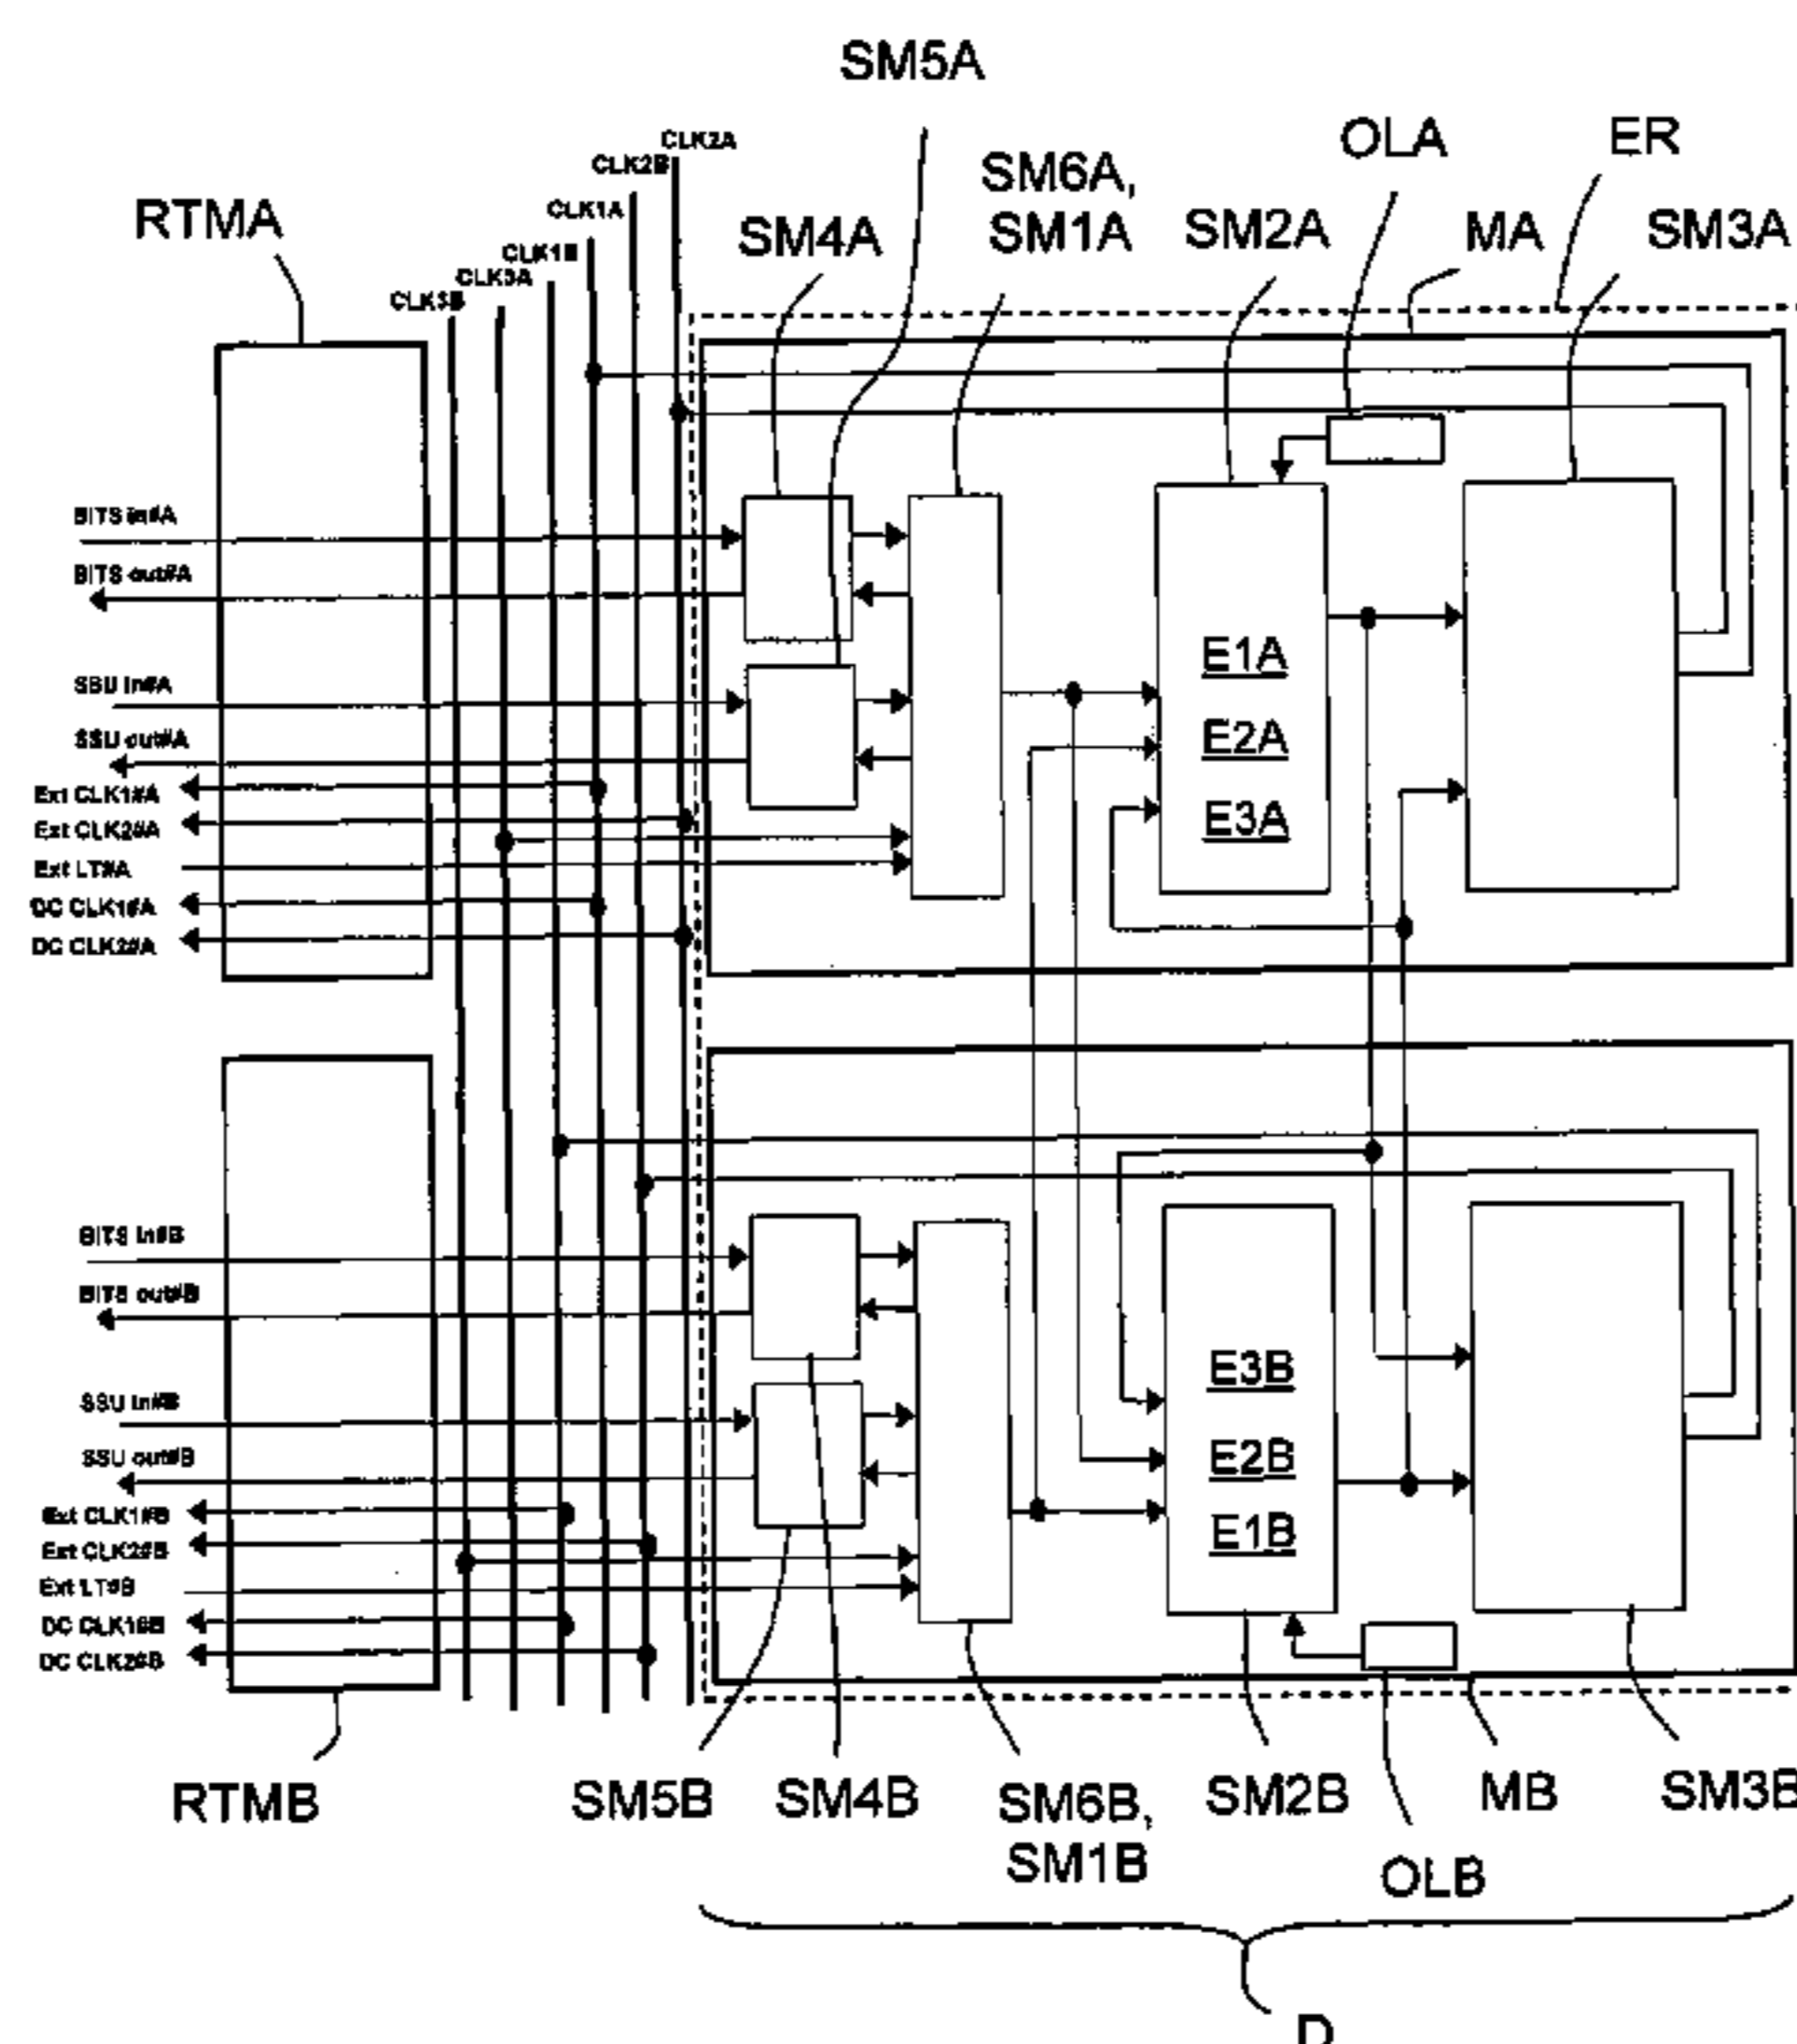 SM5A
CLK2A
CLK2B
CLK1A
CLK1B
CLK3A
CLK3B
OLA
ER
SM6A,
SM1A
RTMA
SM4A
SM2A
MA
SM3A
BITS in#A
BITS out#A
SSU in#A
SSU out#A
Ext CLK1#A
Ext CLK2#A
Ext LT#A
DC CLK1#A
DC CLK2#A
E1A
E2A
E3A
BITS in#B
BITS out#B
SSU in#B
SSU out#B
Ext CLK1#B
Ext CLK2#B
Ext LT#B
DC CLK1#B
DC CLK2#B
E3B
E2B
E1B
RTMB
SM5B
SM4B
SM6B,
SM1B
SM2B
MB
SM3B
OLB
D